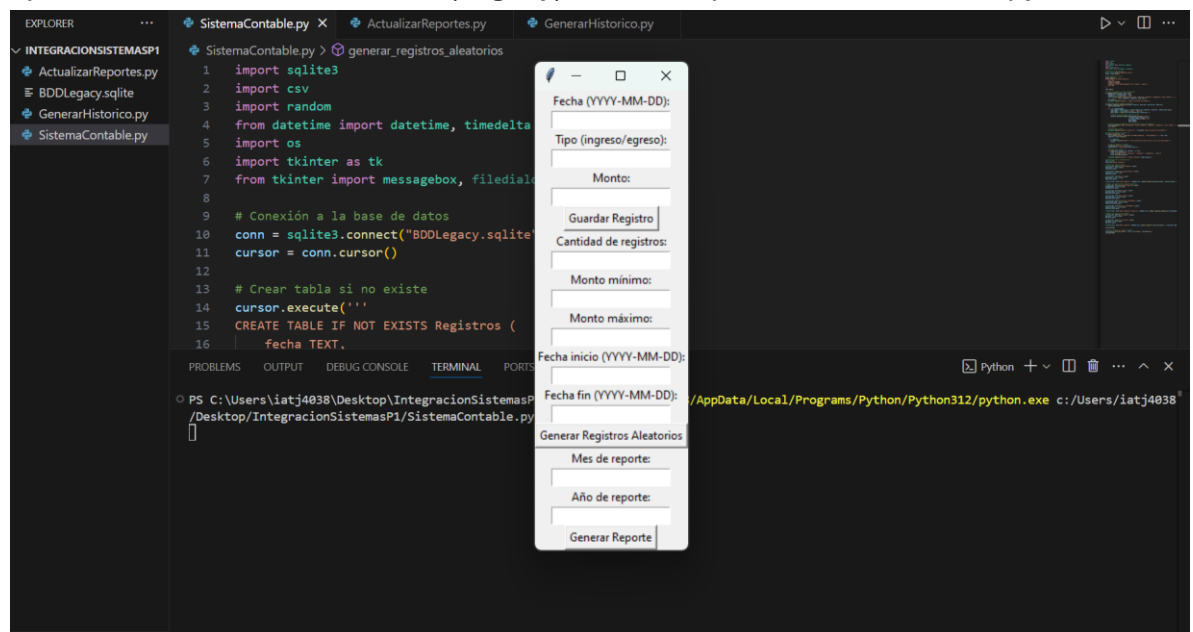 EXPLORER
INTEGRACIONSISTEMASP1
ActualizarReportes.py
BDDLegacy.sqlite
GenerarHistorico.py
SistemaContable.py
SistemaContable.py
ActualizarReportes.py
GenerarHistorico.py
SistemaContable.py > generar_registros_aleatorios
1 import sqlite3
2 import csv
3 import random
4 from datetime import datetime, timedelta
5 import os
6 import tkinter as tk
7 from tkinter import messagebox,
8
9 # Conexión a la base de datos
10 conn = sqlite3.connect("BDDLegacy.sqlite"
11 cursor = conn.cursor()
12
13 # Crear tabla si no existe
14 cursor.execute('''
15 CREATE TABLE IF NOT EXISTS Registros (
16 fecha TEXT,
Fecha (YYYY-MM-DD):
Tipo (ingreso/egreso):
Monto:
Guardar Registro
Cantidad de registros:
Monto mínimo:
Monto máximo:
Fecha inicio (YYYY-MM-DD):
Fecha fin (YYYY-MM-DD):
Generar Registros Aleatorios
Mes de reporte:
Año de reporte:
Generar Reporte
PROBLEMS OUTPUT DEBUG CONSOLE TERMINAL PORTS
Python
PS C:\Users\iatj4038\Desktop\IntegracionSistemasP /AppData/Local/Programs/Python/Python312/python.exe c:/Users/iatj4038
/Desktop/IntegracionSistemasP1/SistemaContable.py